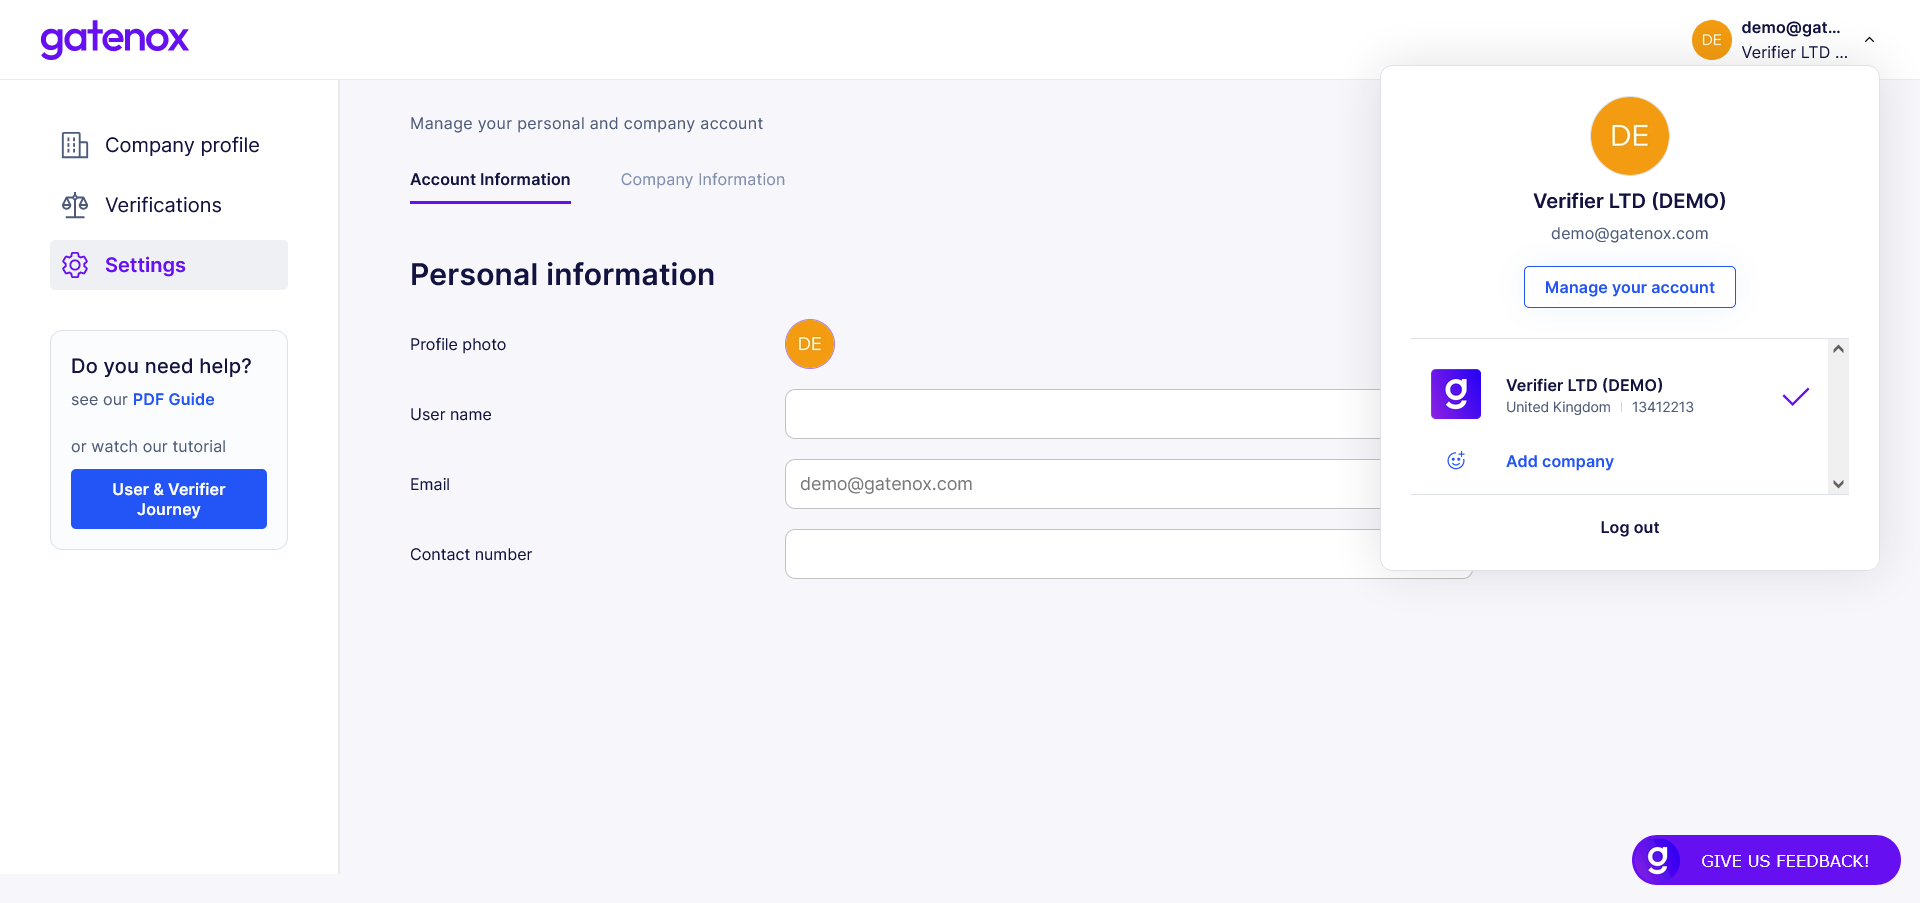 gatenox
DE
demo@gat...
Verifier LTD ...
Company profile
Verifications
Settings
Do you need help?
see our PDF Guide
or watch our tutorial
User & Verifier
Journey
Manage your personal and company account
Account Information
Company Information
Personal information
Profile photo
DE
User name
Email
demo@gatenox.com
Contact number
DE
Verifier LTD (DEMO)
demo@gatenox.com
Manage your account
g
Verifier LTD (DEMO)
United Kingdom | 13412213
Add company
Log out
g GIVE US FEEDBACK!